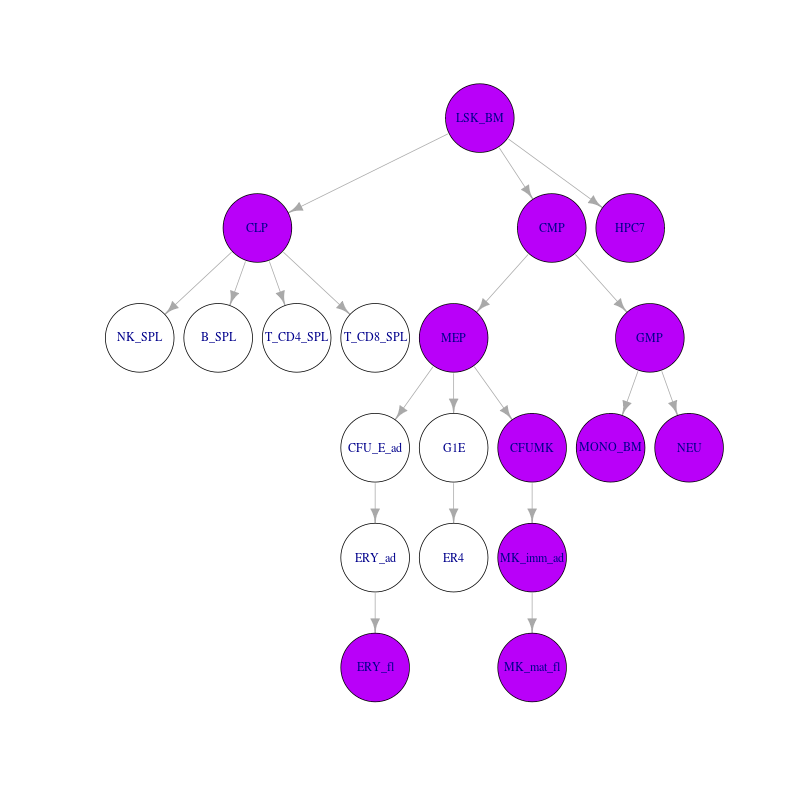 LSK_BM
CLP
CMP
HPC7
NK_SPL
B_SPL
T_CD4_SPL
T_CD8_SPL
MEP
GMP
CFU_E_ad
G1E
CFUMK
MONO_BM
NEU
ERY_ad
ER4
MK_imm_ad
ERY_fl
MK_mat_fl